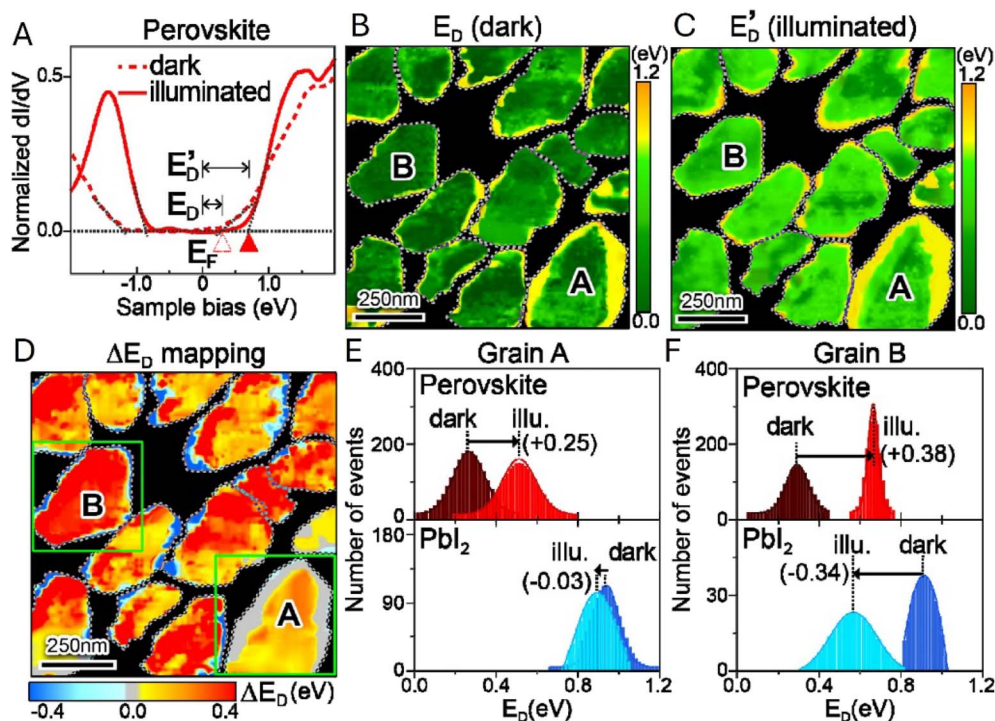 A
Perovskite
dark
illuminated
Normalized dI/dV
0.5
0.0
E'D
ED
EF
-1.0 0.0 1.0
Sample bias (eV)
B
ED (dark)
(eV)
1.2
0.0
B
A
250nm
C
E'D (illuminated)
(eV)
1.2
0.0
B
A
250nm
D
ΔED mapping
B
A
250nm
-0.4 0.0 0.4
ΔED(eV)
E
Grain A
Number of events
400
200
0
Perovskite
dark
illu.
(+0.25)
180
90
0
PbI2
illu.
dark
(-0.03)
0.0 0.4 0.8 1.2
ED(eV)
F
Grain B
Number of events
400
200
0
Perovskite
dark
illu.
(+0.38)
60
30
0
PbI2
illu.
dark
(-0.34)
0.0 0.4 0.8 1.2
ED(eV)